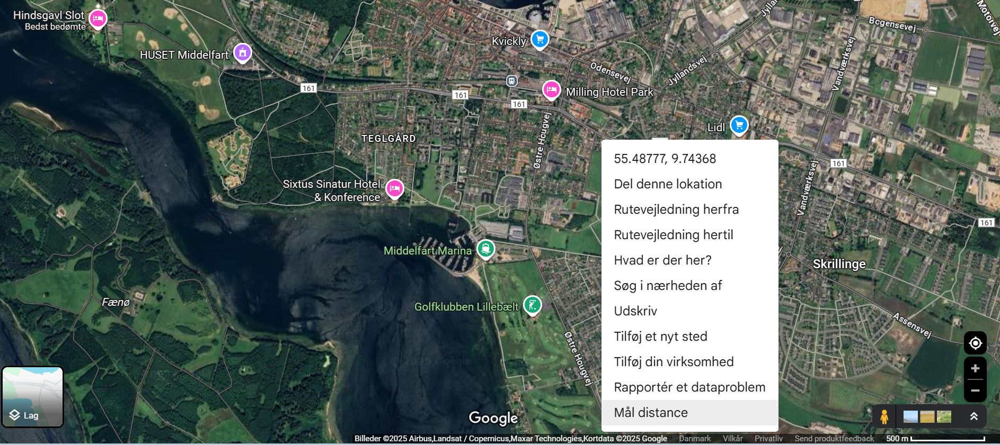 Hindsgavl Slot
Bedst bedømte
HUSET Middelfart
Kvickly
Bogensevej
Motorvej
Vandværksvej
Odensevej
Jyllandsvej
161
161
161
Milling Hotel Park
Lidl
TEGLGÅRD
Østre Hougvej
161
Vandværksvej
Sixtus Sinatur Hotel
& Konference
161
Middelfart Marina
Skrillinge
Fænø
Golfklubben Lillebælt
Assensvej
Østre Hougvej
55.48777, 9.74368
Del denne lokation
Rutevejledning herfra
Rutevejledning hertil
Hvad er der her?
Søg i nærheden af
Udskriv
Tilføj et nyt sted
Tilføj din virksomhed
Rapportér et dataproblem
Mål distance
Lag
Google
Billeder ©2025 Airbus,Landsat / Copernicus,Maxar Technologies,Kortdata ©2025 Google Danmark Vilkår Privatliv Send produktfeedback 500 m